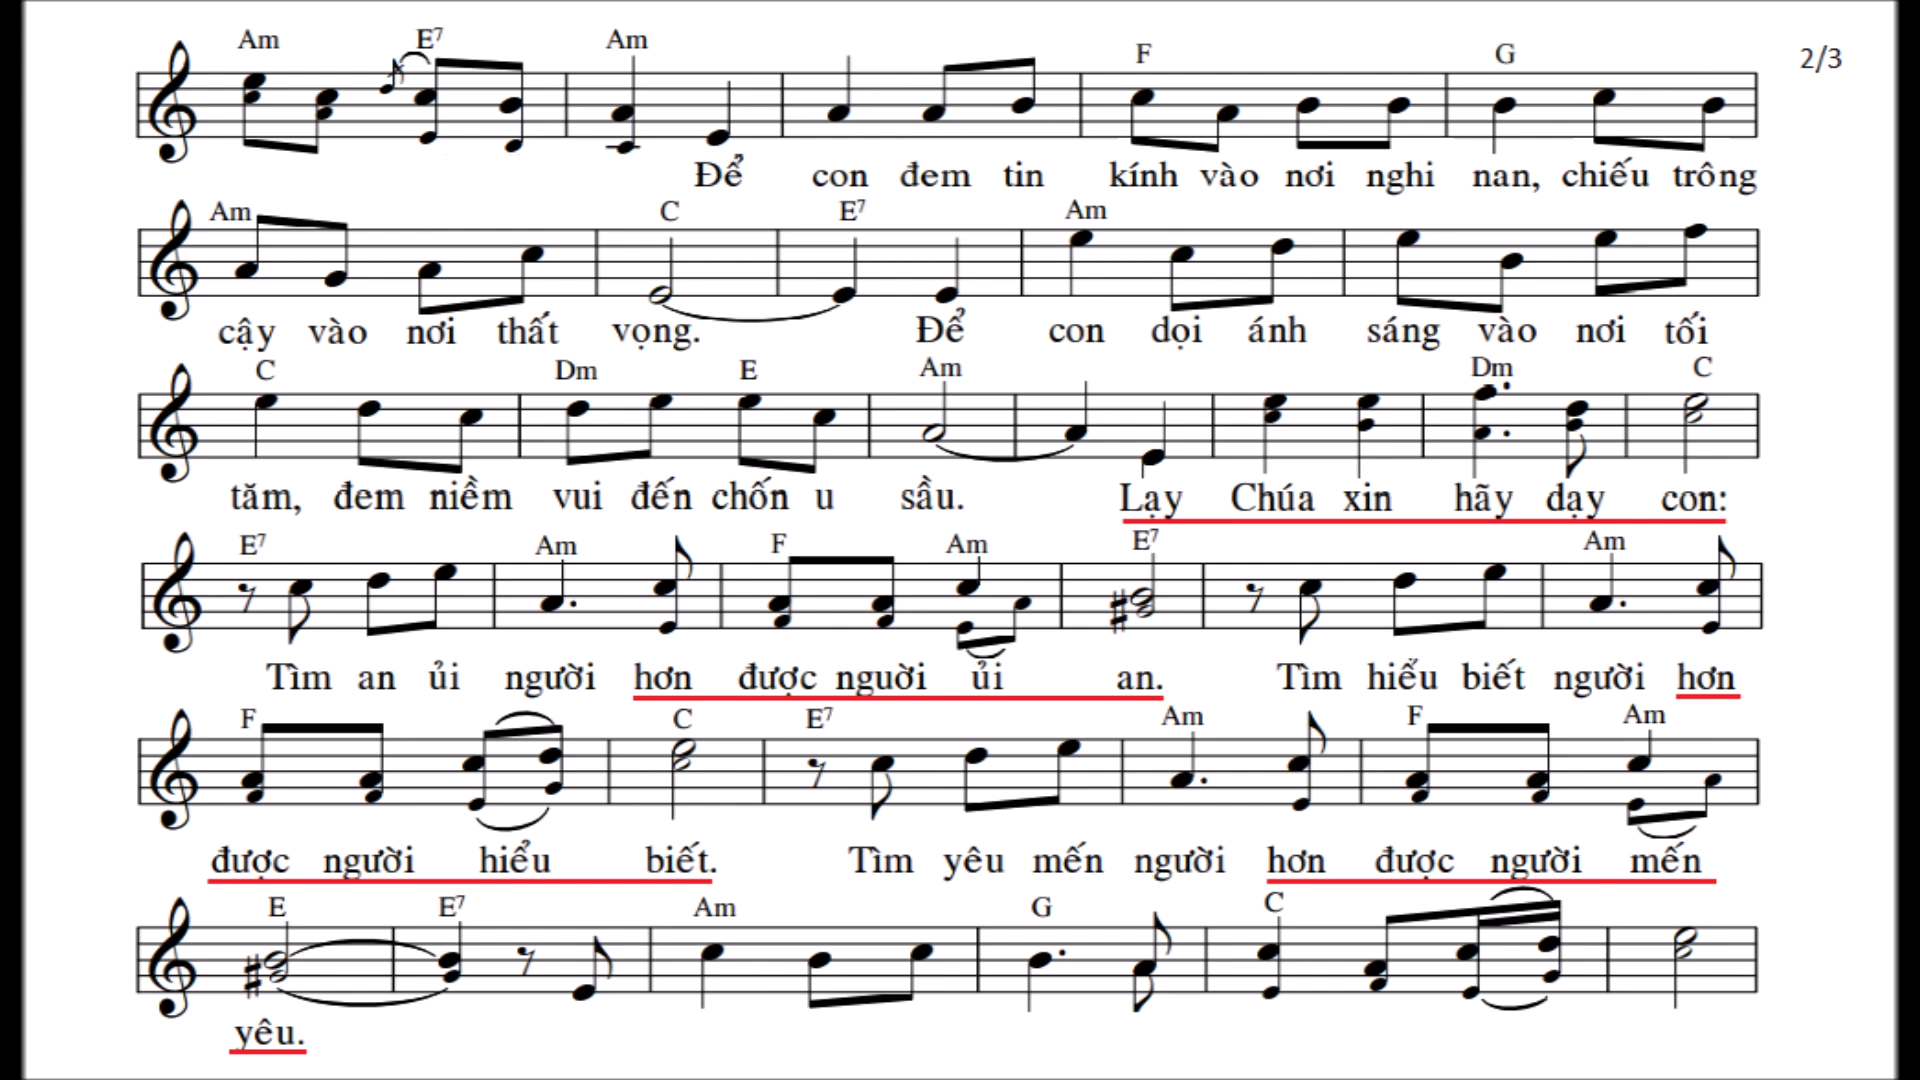 Am E7 Am F G 2/3
Để con đem tin kính vào nơi nghi nan, chiếu trông
Am C E7 Am
cậy vào nơi thất vọng. Để con dọi ánh sáng vào nơi tối
C Dm E Am Dm C
tăm, đem niềm vui đến chốn u sầu. Lạy Chúa xin hãy dạy con:
E7 Am F Am E7 Am
Tìm an ủi người hơn được nguời ủi an. Tìm hiểu biết người hơn
F C E7 Am F Am
được người hiểu biết. Tìm yêu mến người hơn được người mến
E E7 Am G C
yêu.